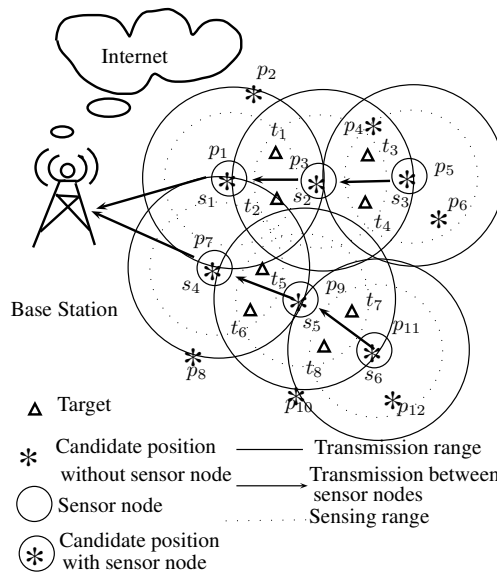 Internet
p2
t1
p4
t3
p1
p3
p5
s1
t2
s2
s3
t4
p6
p7
s4
t5
p9
t7
Base Station
t6
s5
p11
p8
t8
s6
p10
p12
Target
Candidate position
without sensor node
Sensor node
Candidate position
with sensor node
Transmission range
Transmission between
sensor nodes
Sensing range